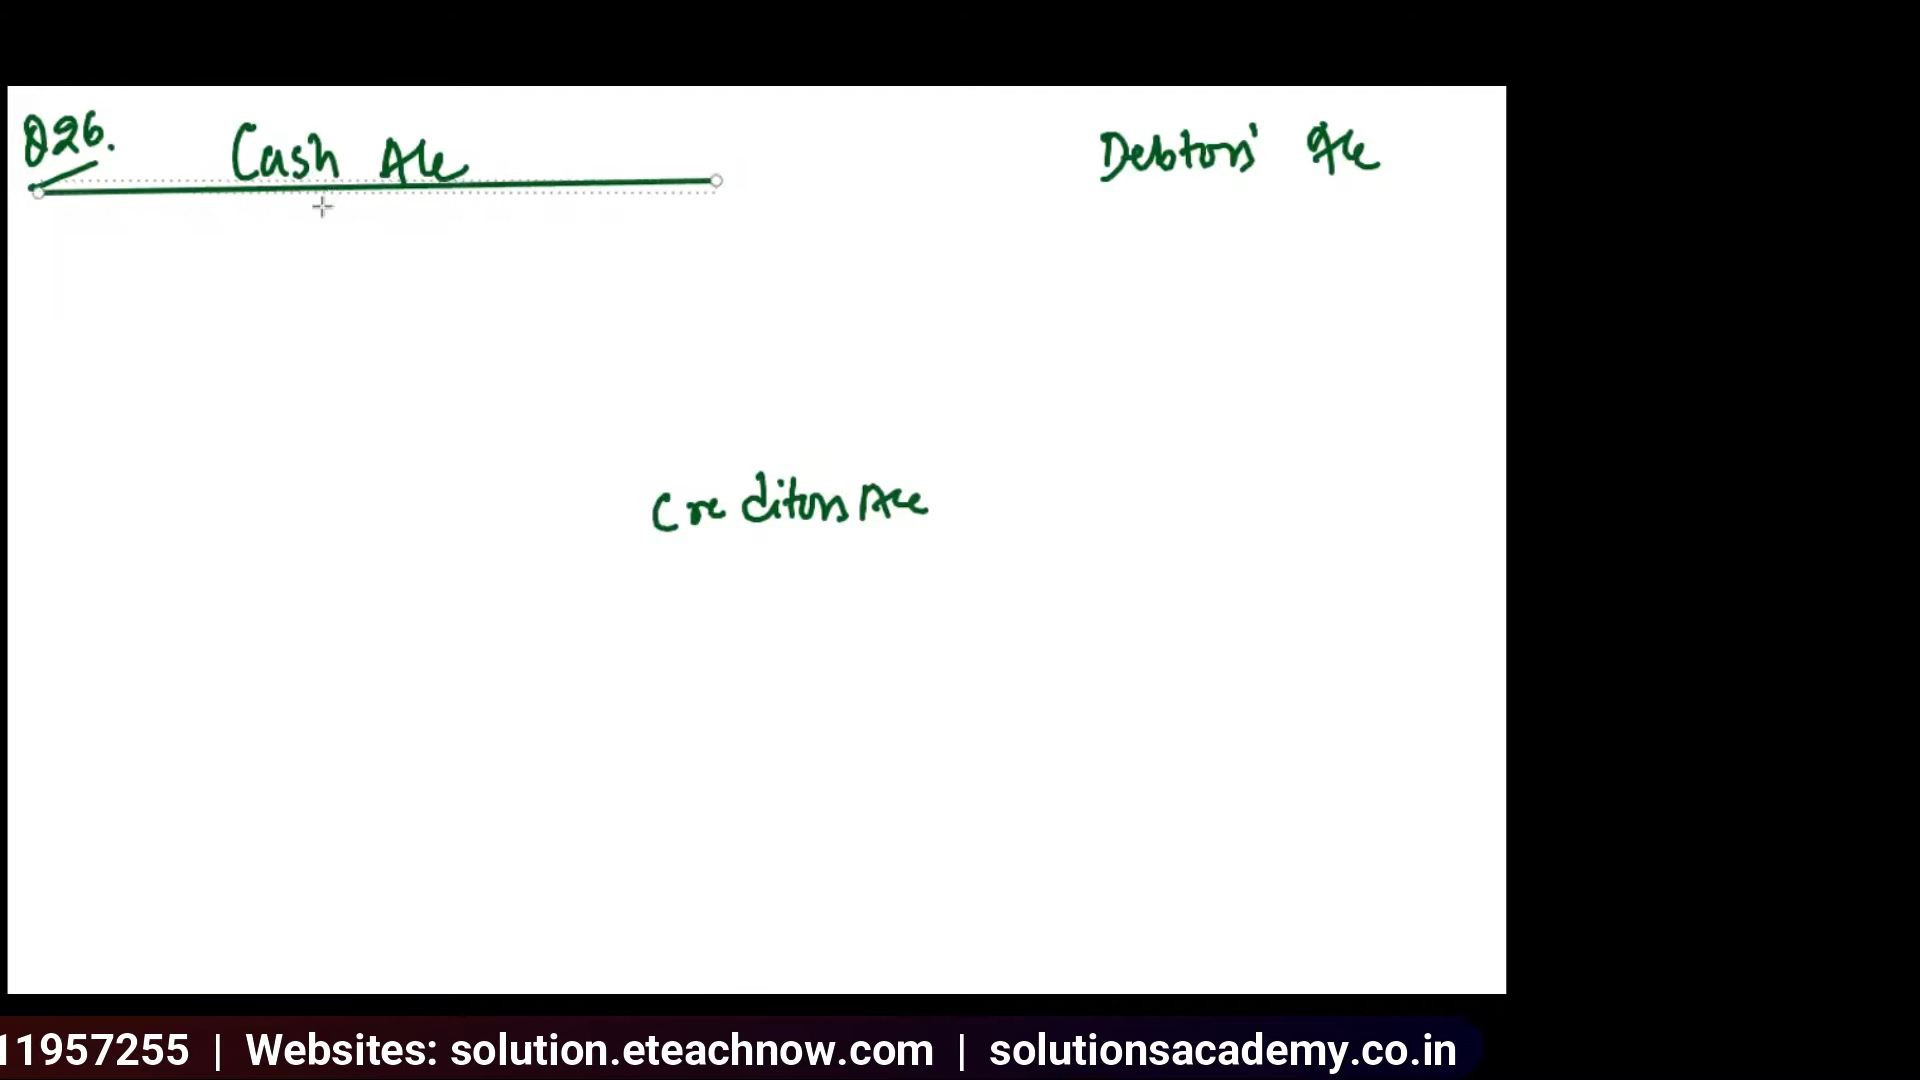 Q26. Cash A/c Debtors' A/c
Creditors A/c
11957255 | Websites: solution.eteachnow.com | solutionsacademy.co.in